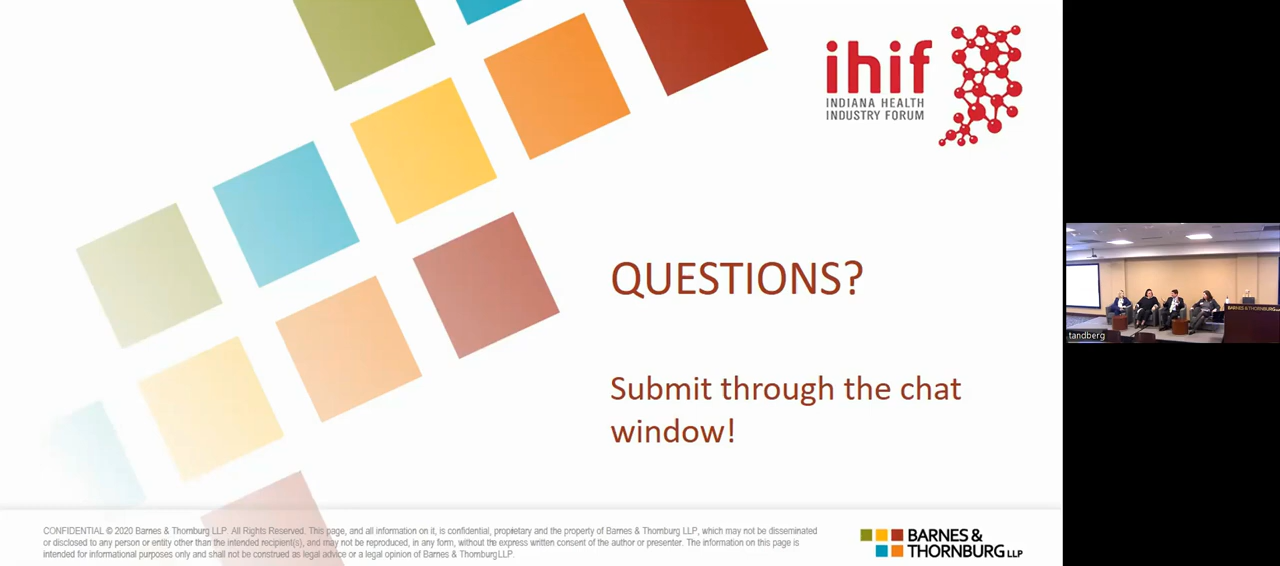 ihif
INDIANA HEALTH
INDUSTRY FORUM
QUESTIONS?
Submit through the chat
window!
CONFIDENTIAL © 2020 Barnes & Thornburg LLP. All Rights Reserved. This page, and all information on it, is confidential, proprietary and the property of Barnes & Thornburg LLP, which may not be disseminated
or disclosed to any person or entity other than the intended recipient(s), and may not be reproduced, in any form, without the express written consent of the author or presenter. The information on this page is
intended for informational purposes only and shall not be construed as legal advice or a legal opinion of Barnes & Thornburg LLP.
BARNES &
THORNBURG LLP
BARNES & THORNBURG
tandberg